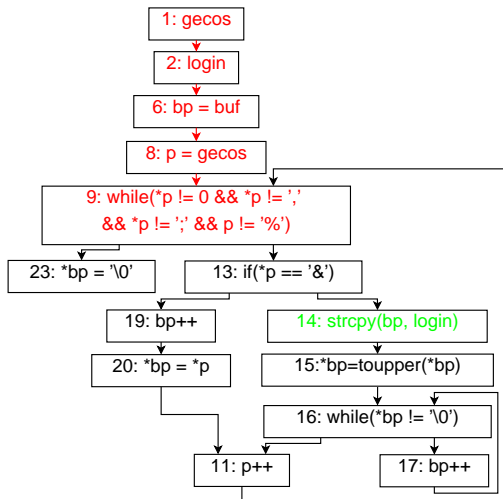 1: gecos
2: login
6: bp = buf
8: p = gecos
9: while(*p != 0 && *p != ','
&& *p != ';' && p != '%')
23: *bp = '\0'
13: if(*p == '&')
19: bp++
14: strcpy(bp, login)
20: *bp = *p
15:*bp=toupper(*bp)
16: while(*bp != '\0')
11: p++
17: bp++